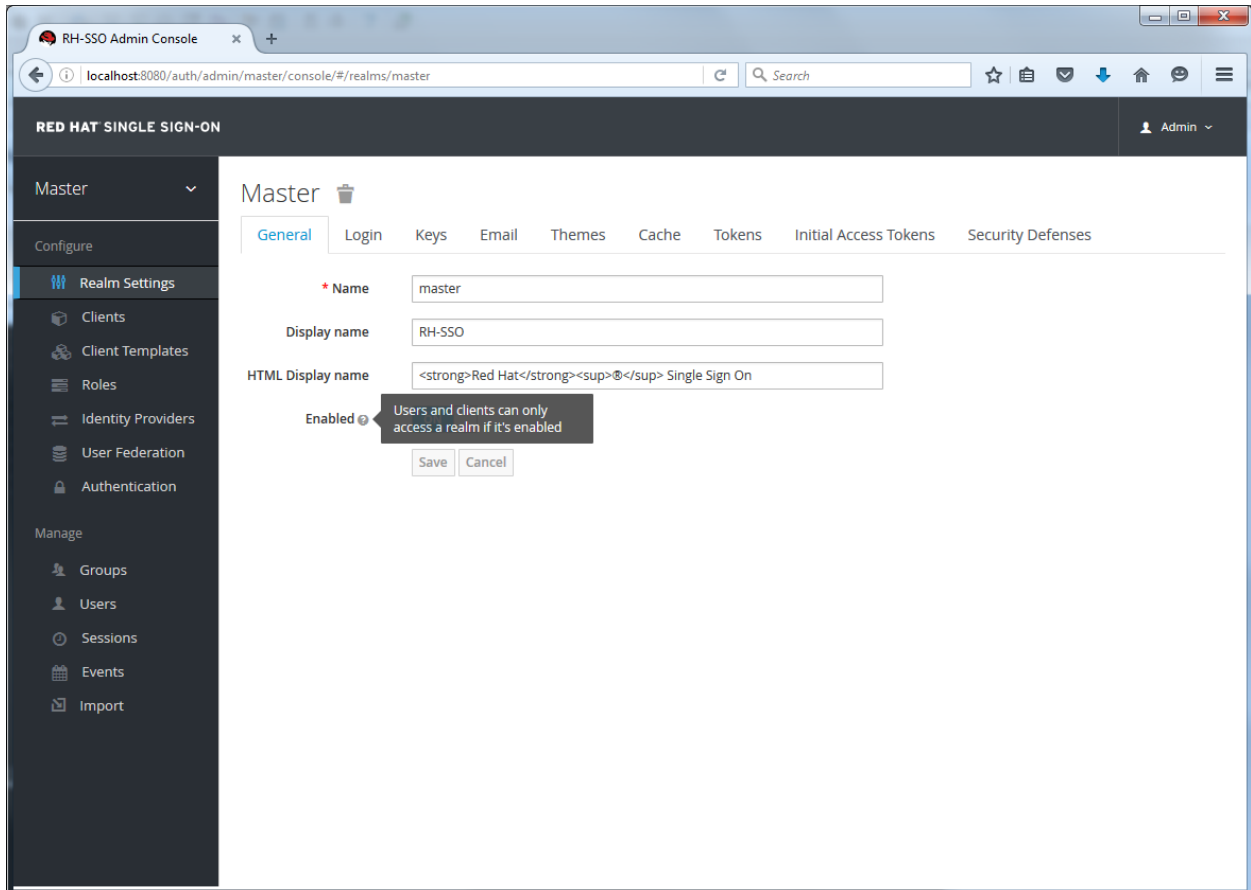 RH-SSO Admin Console
localhost:8080/auth/admin/master/console/#/realms/master
Search
RED HAT SINGLE SIGN-ON
Admin
Master
Configure
Realm Settings
Clients
Client Templates
Roles
Identity Providers
User Federation
Authentication
Manage
Groups
Users
Sessions
Events
Import
Master
General Login Keys Email Themes Cache Tokens Initial Access Tokens Security Defenses
* Name master
Display name RH-SSO
HTML Display name <strong>Red Hat</strong><sup>®</sup> Single Sign On
Enabled
Users and clients can only
access a realm if it's enabled
Save Cancel